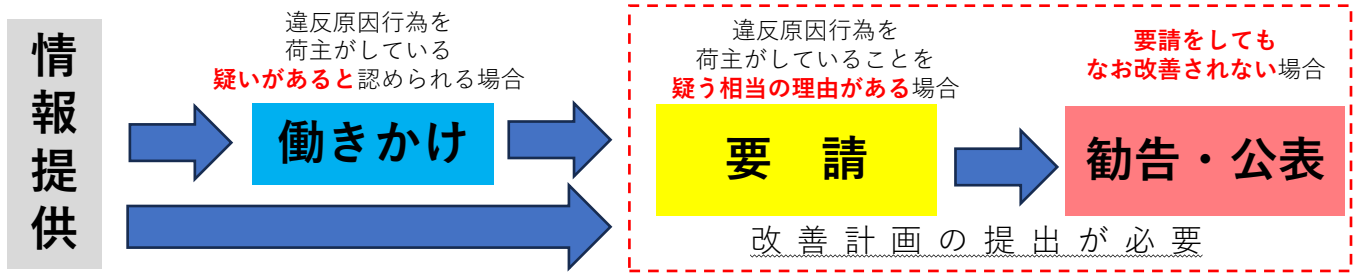 情報提供
違反原因行為を
荷主がしている
疑いがあると認められる場合
働きかけ
違反原因行為を
荷主がしていることを
疑う相当の理由がある場合
要　請
要請をしても
なお改善されない場合
勧告・公表
改善計画の提出が必要